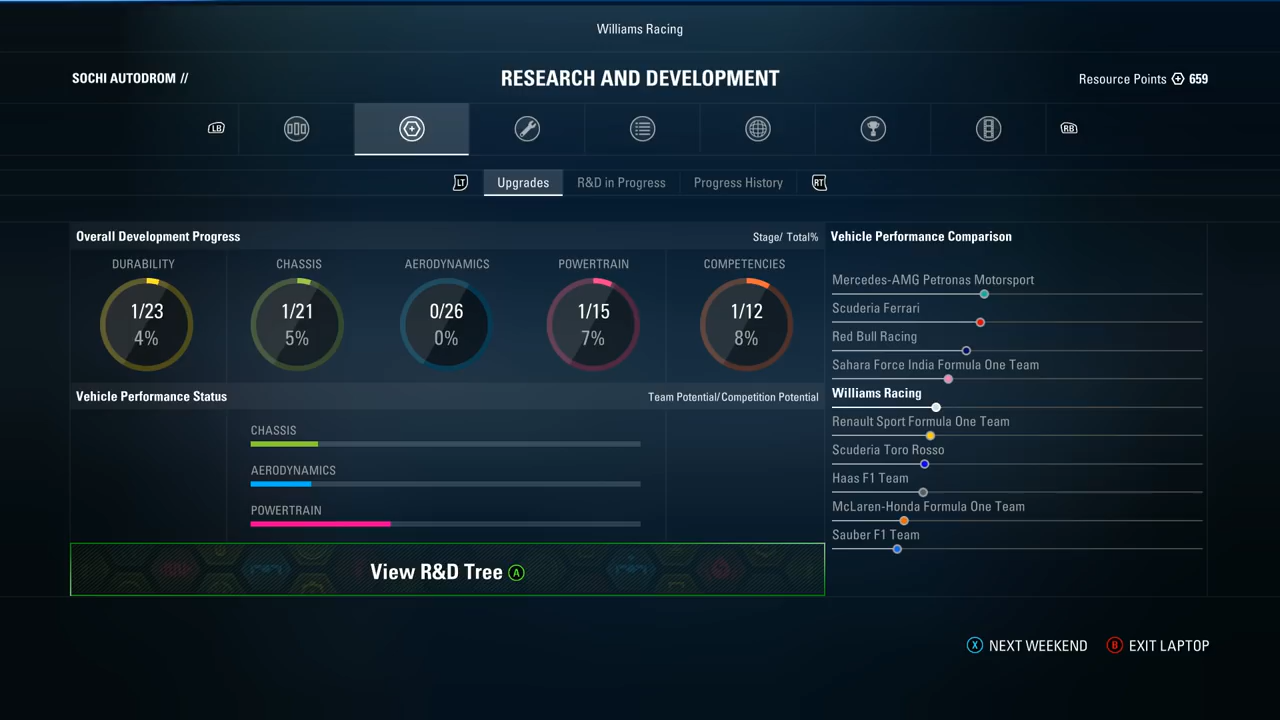 Williams Racing
SOCHI AUTODROM //
RESEARCH AND DEVELOPMENT
Resource Points 659
LB
RB
LT
Upgrades
R&D in Progress
Progress History
RT
Overall Development Progress
Stage/ Total%
DURABILITY
CHASSIS
AERODYNAMICS
POWERTRAIN
COMPETENCIES
1/23
1/21
0/26
1/15
1/12
4%
5%
0%
7%
8%
Vehicle Performance Status
Team Potential/Competition Potential
CHASSIS
AERODYNAMICS
POWERTRAIN
View R&D Tree A
Vehicle Performance Comparison
Mercedes-AMG Petronas Motorsport
Scuderia Ferrari
Red Bull Racing
Sahara Force India Formula One Team
Williams Racing
Renault Sport Formula One Team
Scuderia Toro Rosso
Haas F1 Team
McLaren-Honda Formula One Team
Sauber F1 Team
X NEXT WEEKEND
B EXIT LAPTOP